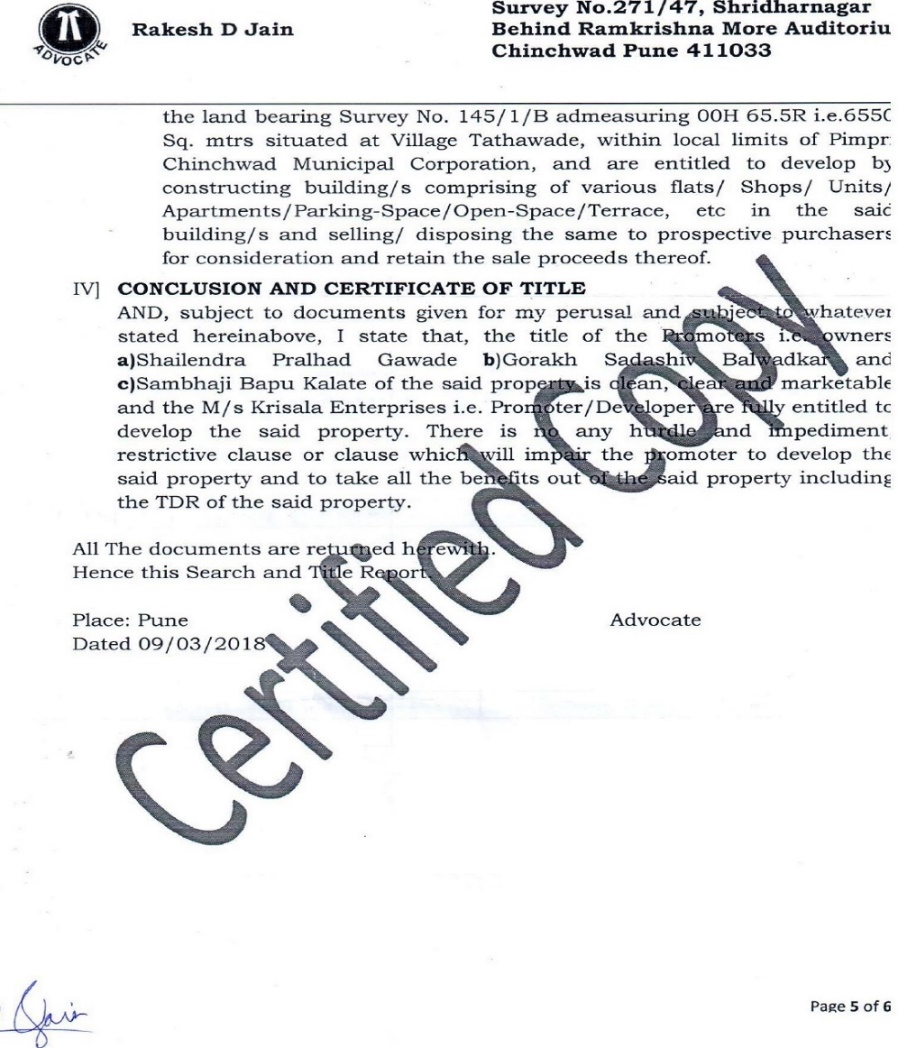 ADVOCATE
Rakesh D Jain
Survey No.271/47, Shridharnagar
Behind Ramkrishna More Auditoriu
Chinchwad Pune 411033
the land bearing Survey No. 145/1/B admeasuring 00H 65.5R i.e.6550
Sq. mtrs situated at Village Tathawade, within local limits of Pimpr
Chinchwad Municipal Corporation, and are entitled to develop by
constructing building/s comprising of various flats/ Shops/ Units/
Apartments/Parking-Space/Open-Space/Terrace, etc in the said
building/s and selling/ disposing the same to prospective purchasers
for consideration and retain the sale proceeds thereof.
IV] CONCLUSION AND CERTIFICATE OF TITLE
AND, subject to documents given for my perusal and subject to whatever
stated hereinabove, I state that, the title of the Promoters i.e. owners
a)Shailendra Pralhad Gawade b)Gorakh Sadashiv Balwadkar and
c)Sambhaji Bapu Kalate of the said property is clean, clear and marketable
and the M/s Krisala Enterprises i.e. Promoter/Developer are fully entitled to
develop the said property. There is no any hurdle and impediment
restrictive clause or clause which will impair the promoter to develop the
said property and to take all the benefits out of the said property including
the TDR of the said property.
All The documents are returned herewith.
Hence this Search and Title Report.
Place: Pune
Advocate
Dated 09/03/2018
Certified Copy
Jain
Page 5 of 6